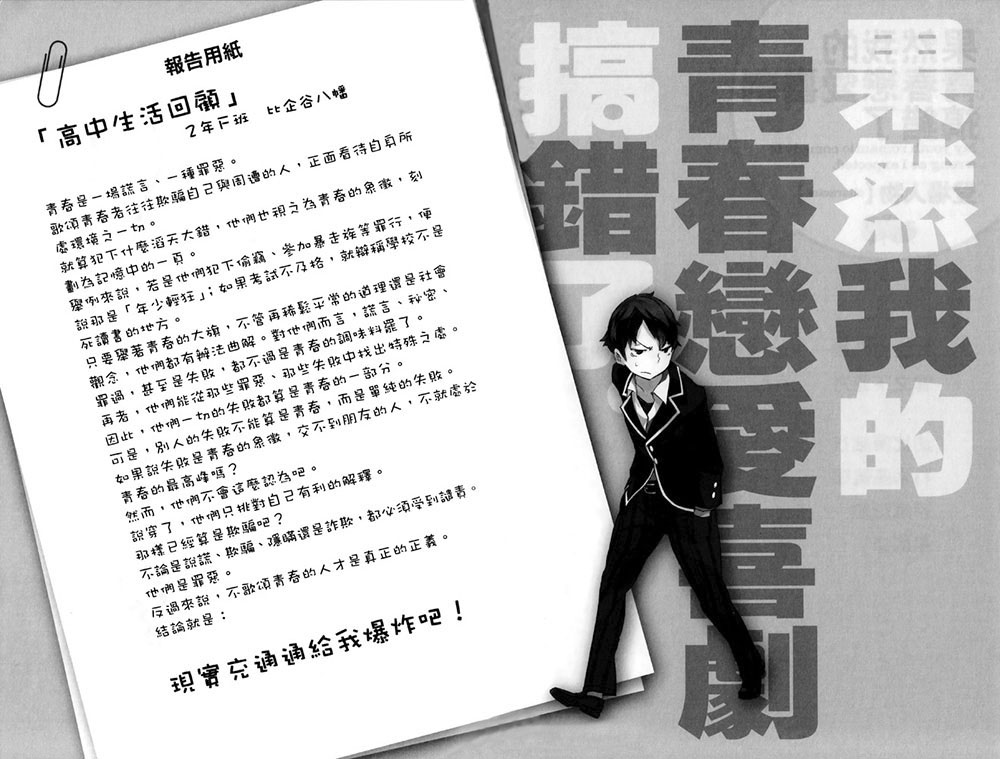 報告用紙
「高中生活回顧」
2年F班 比企谷八幡
青春是一場謊言、一種罪惡。
歌頌青春者往往欺騙自己與周遭的人，正面看待自身所
處環境之一切。
就算犯下什麼滔天大錯，他們也視之為青春的象徵，刻
劃為記憶中的一頁。
舉例來說，若是他們犯下偷竊、參加暴走族等罪行，便
說那是「年少輕狂」；如果考試不及格，就辯稱學校不是
死讀書的地方。
只要舉著青春的大旗，不管再稀鬆平常的道理還是社會
觀念，他們都有辦法曲解。對他們而言，謊言、秘密、
罪過，甚至是失敗，都不過是青春的調味料罷了。
再者，他們能從那些罪惡、那些失敗中找出特殊之處。
因此，他們一切的失敗都算是青春的一部分。
可是，別人的失敗不能算是青春，而是單純的失敗。
如果說失敗是青春的象徵，交不到朋友的人，不就處於
青春的最高峰嗎？
然而，他們不會這麼認為吧。
說穿了，他們只挑對自己有利的解釋。
那樣已經算是欺騙吧？
不論是說謊、欺騙、隱瞞還是詐欺，都必須受到譴責。
他們是罪惡。
反過來說，不歌頌青春的人才是真正的正義。
結論就是：
現實充通通給我爆炸吧！
果然我的
青春戀愛喜劇
搞錯了